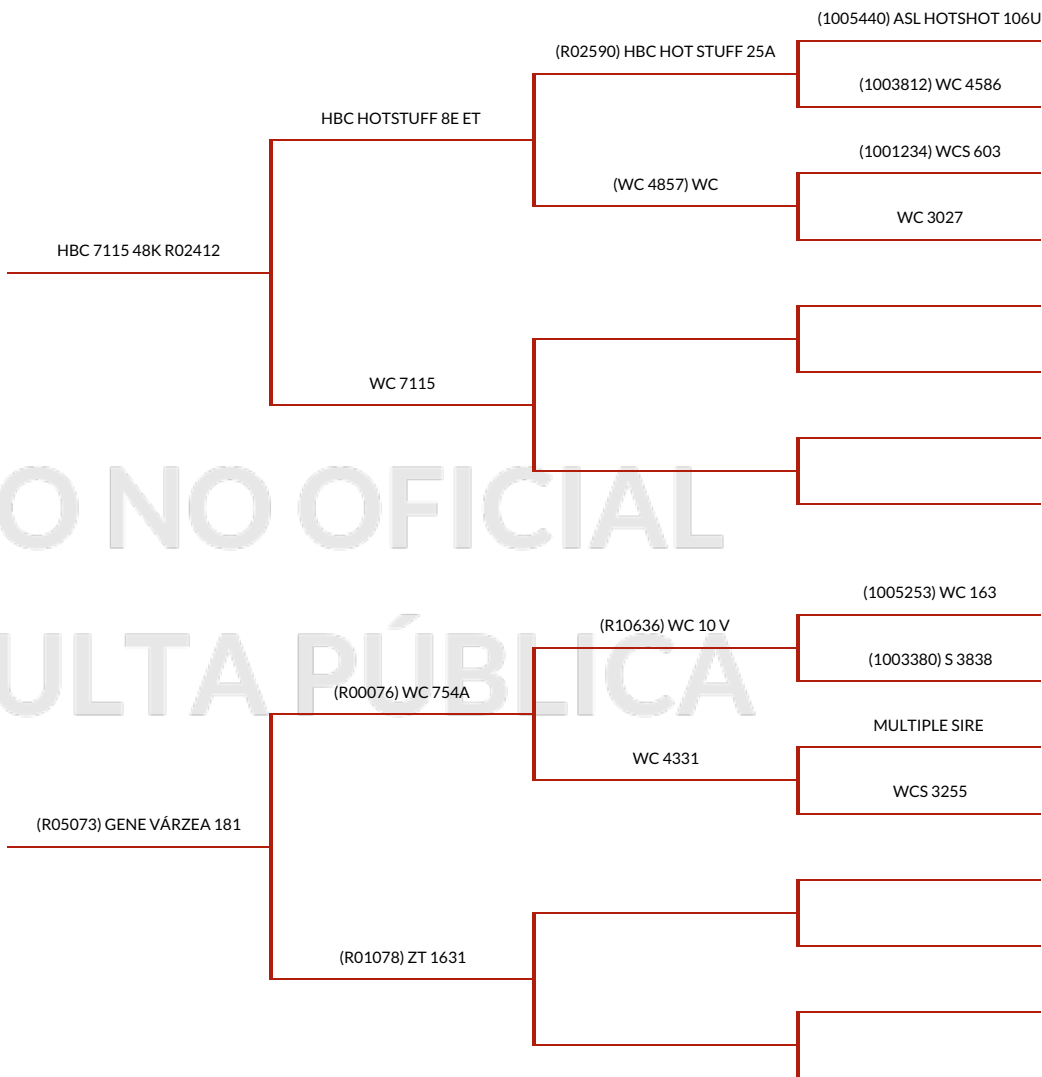 (1005440) ASL HOTSHOT 106U
(R02590) HBC HOT STUFF 25A
(1003812) WC 4586
HBC HOTSTUFF 8E ET
(1001234) WCS 603
(WC 4857) WC
WC 3027
HBC 7115 48K R02412
WC 7115
O NO OFICIAL
(1005253) WC 163
(R10636) WC 10 V
(1003380) S 3838
ULTA PÚBLICA
(R00076) WC 754A
MULTIPLE SIRE
WC 4331
WCS 3255
(R05073) GENE VÁRZEA 181
(R01078) ZT 1631